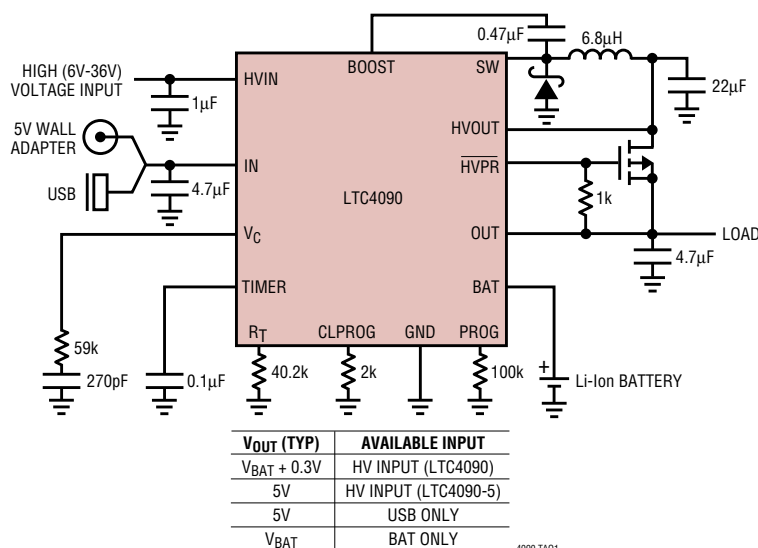 0.47µF
6.8µH
BOOST
SW
HIGH (6V-36V)
VOLTAGE INPUT
HVIN
1µF
22µF
5V WALL
ADAPTER
HVOUT
IN
HVPR
USB
4.7µF
LTC4090
1k
VC
OUT
LOAD
4.7µF
TIMER
BAT
RT
CLPROG
GND
PROG
59k
270pF
0.1µF
40.2k
2k
100k
+
Li-Ion BATTERY
VOUT (TYP) AVAILABLE INPUT
VBAT + 0.3V HV INPUT (LTC4090)
5V HV INPUT (LTC4090-5)
5V USB ONLY
VBAT BAT ONLY